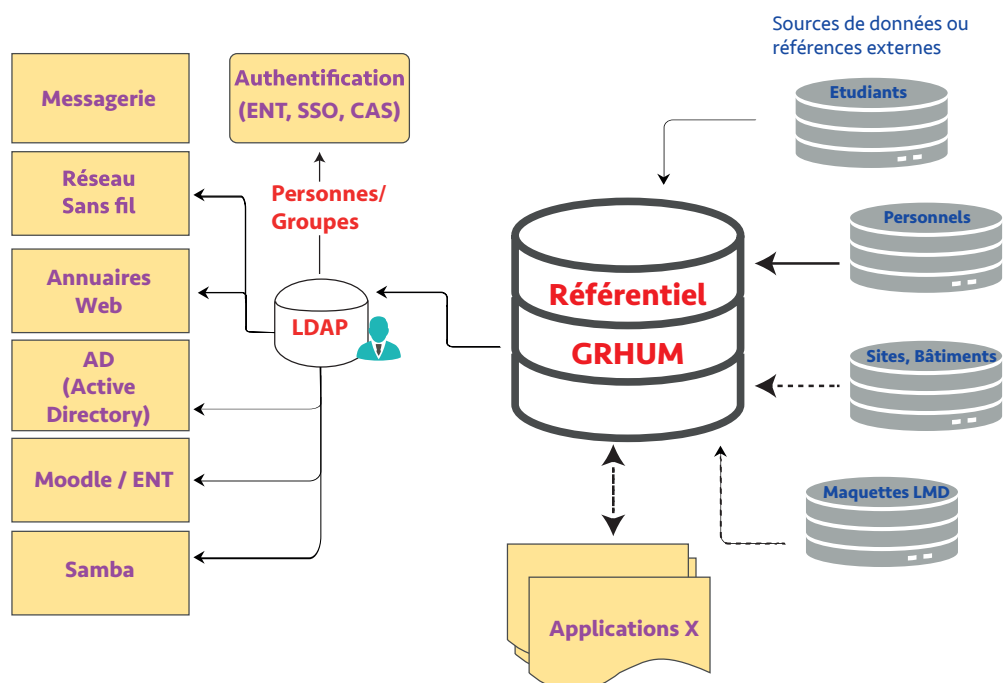 Sources de données ou
références externes
Messagerie
Authentification
(ENT, SSO, CAS)
Etudiants
Réseau
Sans fil
Personnes/
Groupes
Personnels
Annuaires
Web
LDAP
Référentiel
GRHUM
AD
(Active
Directory)
Sites, Bâtiments
Moodle / ENT
Maquettes LMD
Samba
Applications X